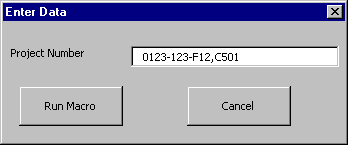 Enter Data
Project Number 0123-123-F12,C501
Run Macro Cancel